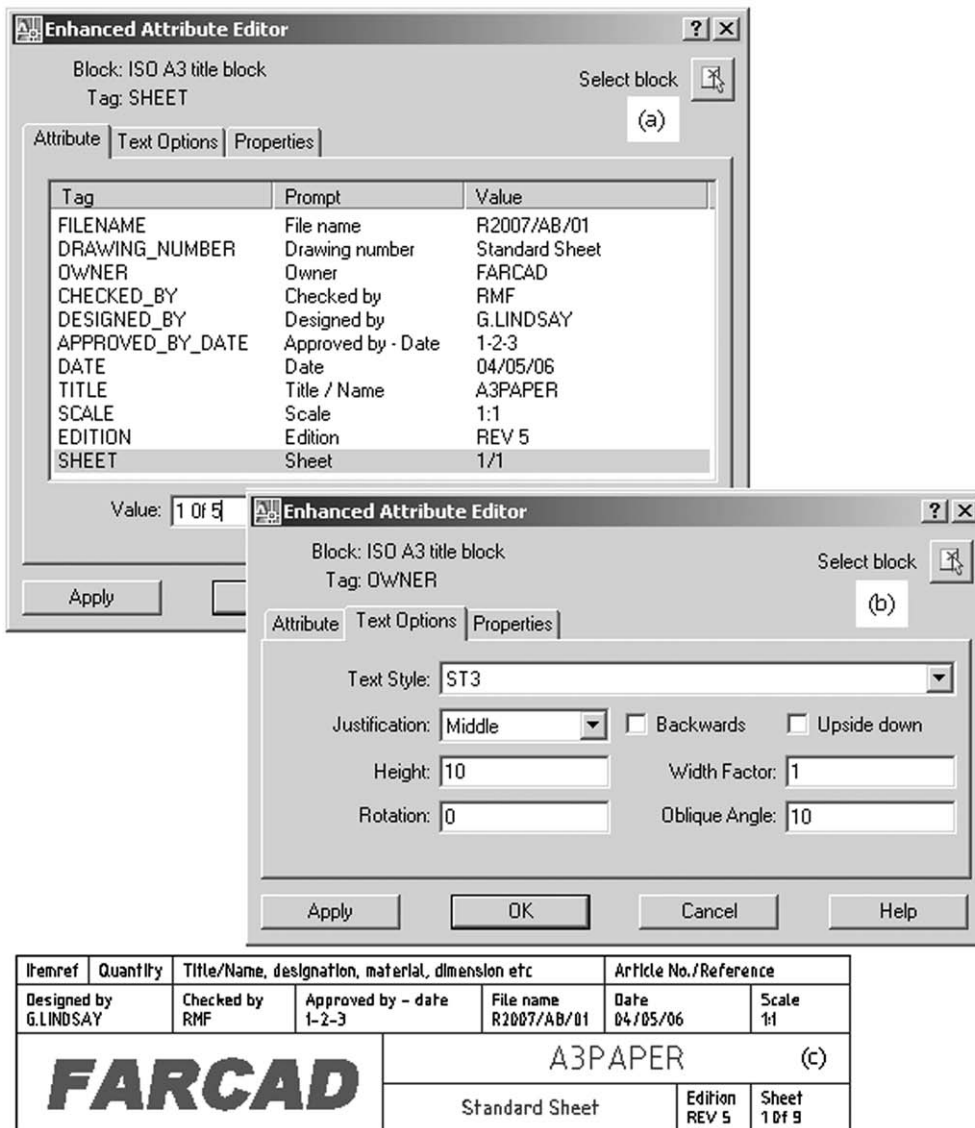 Enhanced Attribute Editor
Block: ISO A3 title block
Tag: SHEET
Select block
(a)
Attribute Text Options Properties
Tag Prompt Value
FILENAME File name R2007/AB/01
DRAWING_NUMBER Drawing number Standard Sheet
OWNER Owner FARCAD
CHECKED_BY Checked by RMF
DESIGNED_BY Designed by G.LINDSAY
APPROVED_BY_DATE Approved by - Date 1-2-3
DATE Date 04/05/06
TITLE Title / Name A3PAPER
SCALE Scale 1:1
EDITION Edition REV 5
SHEET Sheet 1/1
Value: 1 Of 5
Apply
Enhanced Attribute Editor
Block: ISO A3 title block
Tag: OWNER
Select block
(b)
Attribute Text Options Properties
Text Style: ST3
Justification: Middle Backwards Upside down
Height: 10 Width Factor: 1
Rotation: 0 Oblique Angle: 10
Apply OK Cancel Help
Itemref Quantity Title/Name, designation, material, dimension etc Article No./Reference
Designed by Checked by Approved by - date File name Date Scale
G.LINDSAY RMF 1-2-3 R2007/AB/01 04/05/06 1:1
FARCAD
A3PAPER (c)
Standard Sheet
Edition Sheet
REV 5 1 Of 9